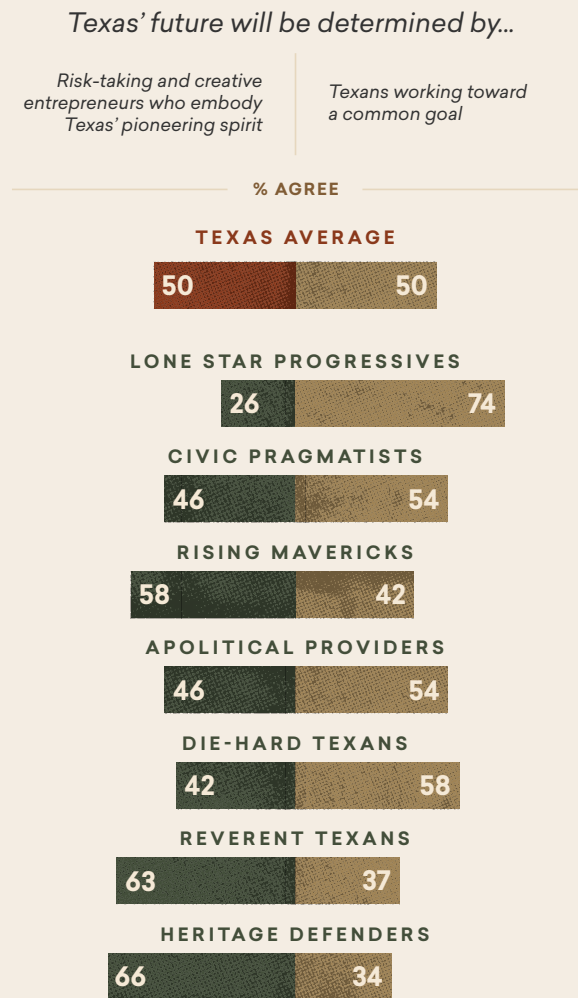 Texas’ future will be determined by...
Risk-taking and creative
entrepreneurs who embody
Texas’ pioneering spirit
Texans working toward
a common goal
% AGREE
TEXAS AVERAGE
50 50
LONE STAR PROGRESSIVES
26 74
CIVIC PRAGMATISTS
46 54
RISING MAVERICKS
58 42
APOLITICAL PROVIDERS
46 54
DIE-HARD TEXANS
42 58
REVERENT TEXANS
63 37
HERITAGE DEFENDERS
66 34